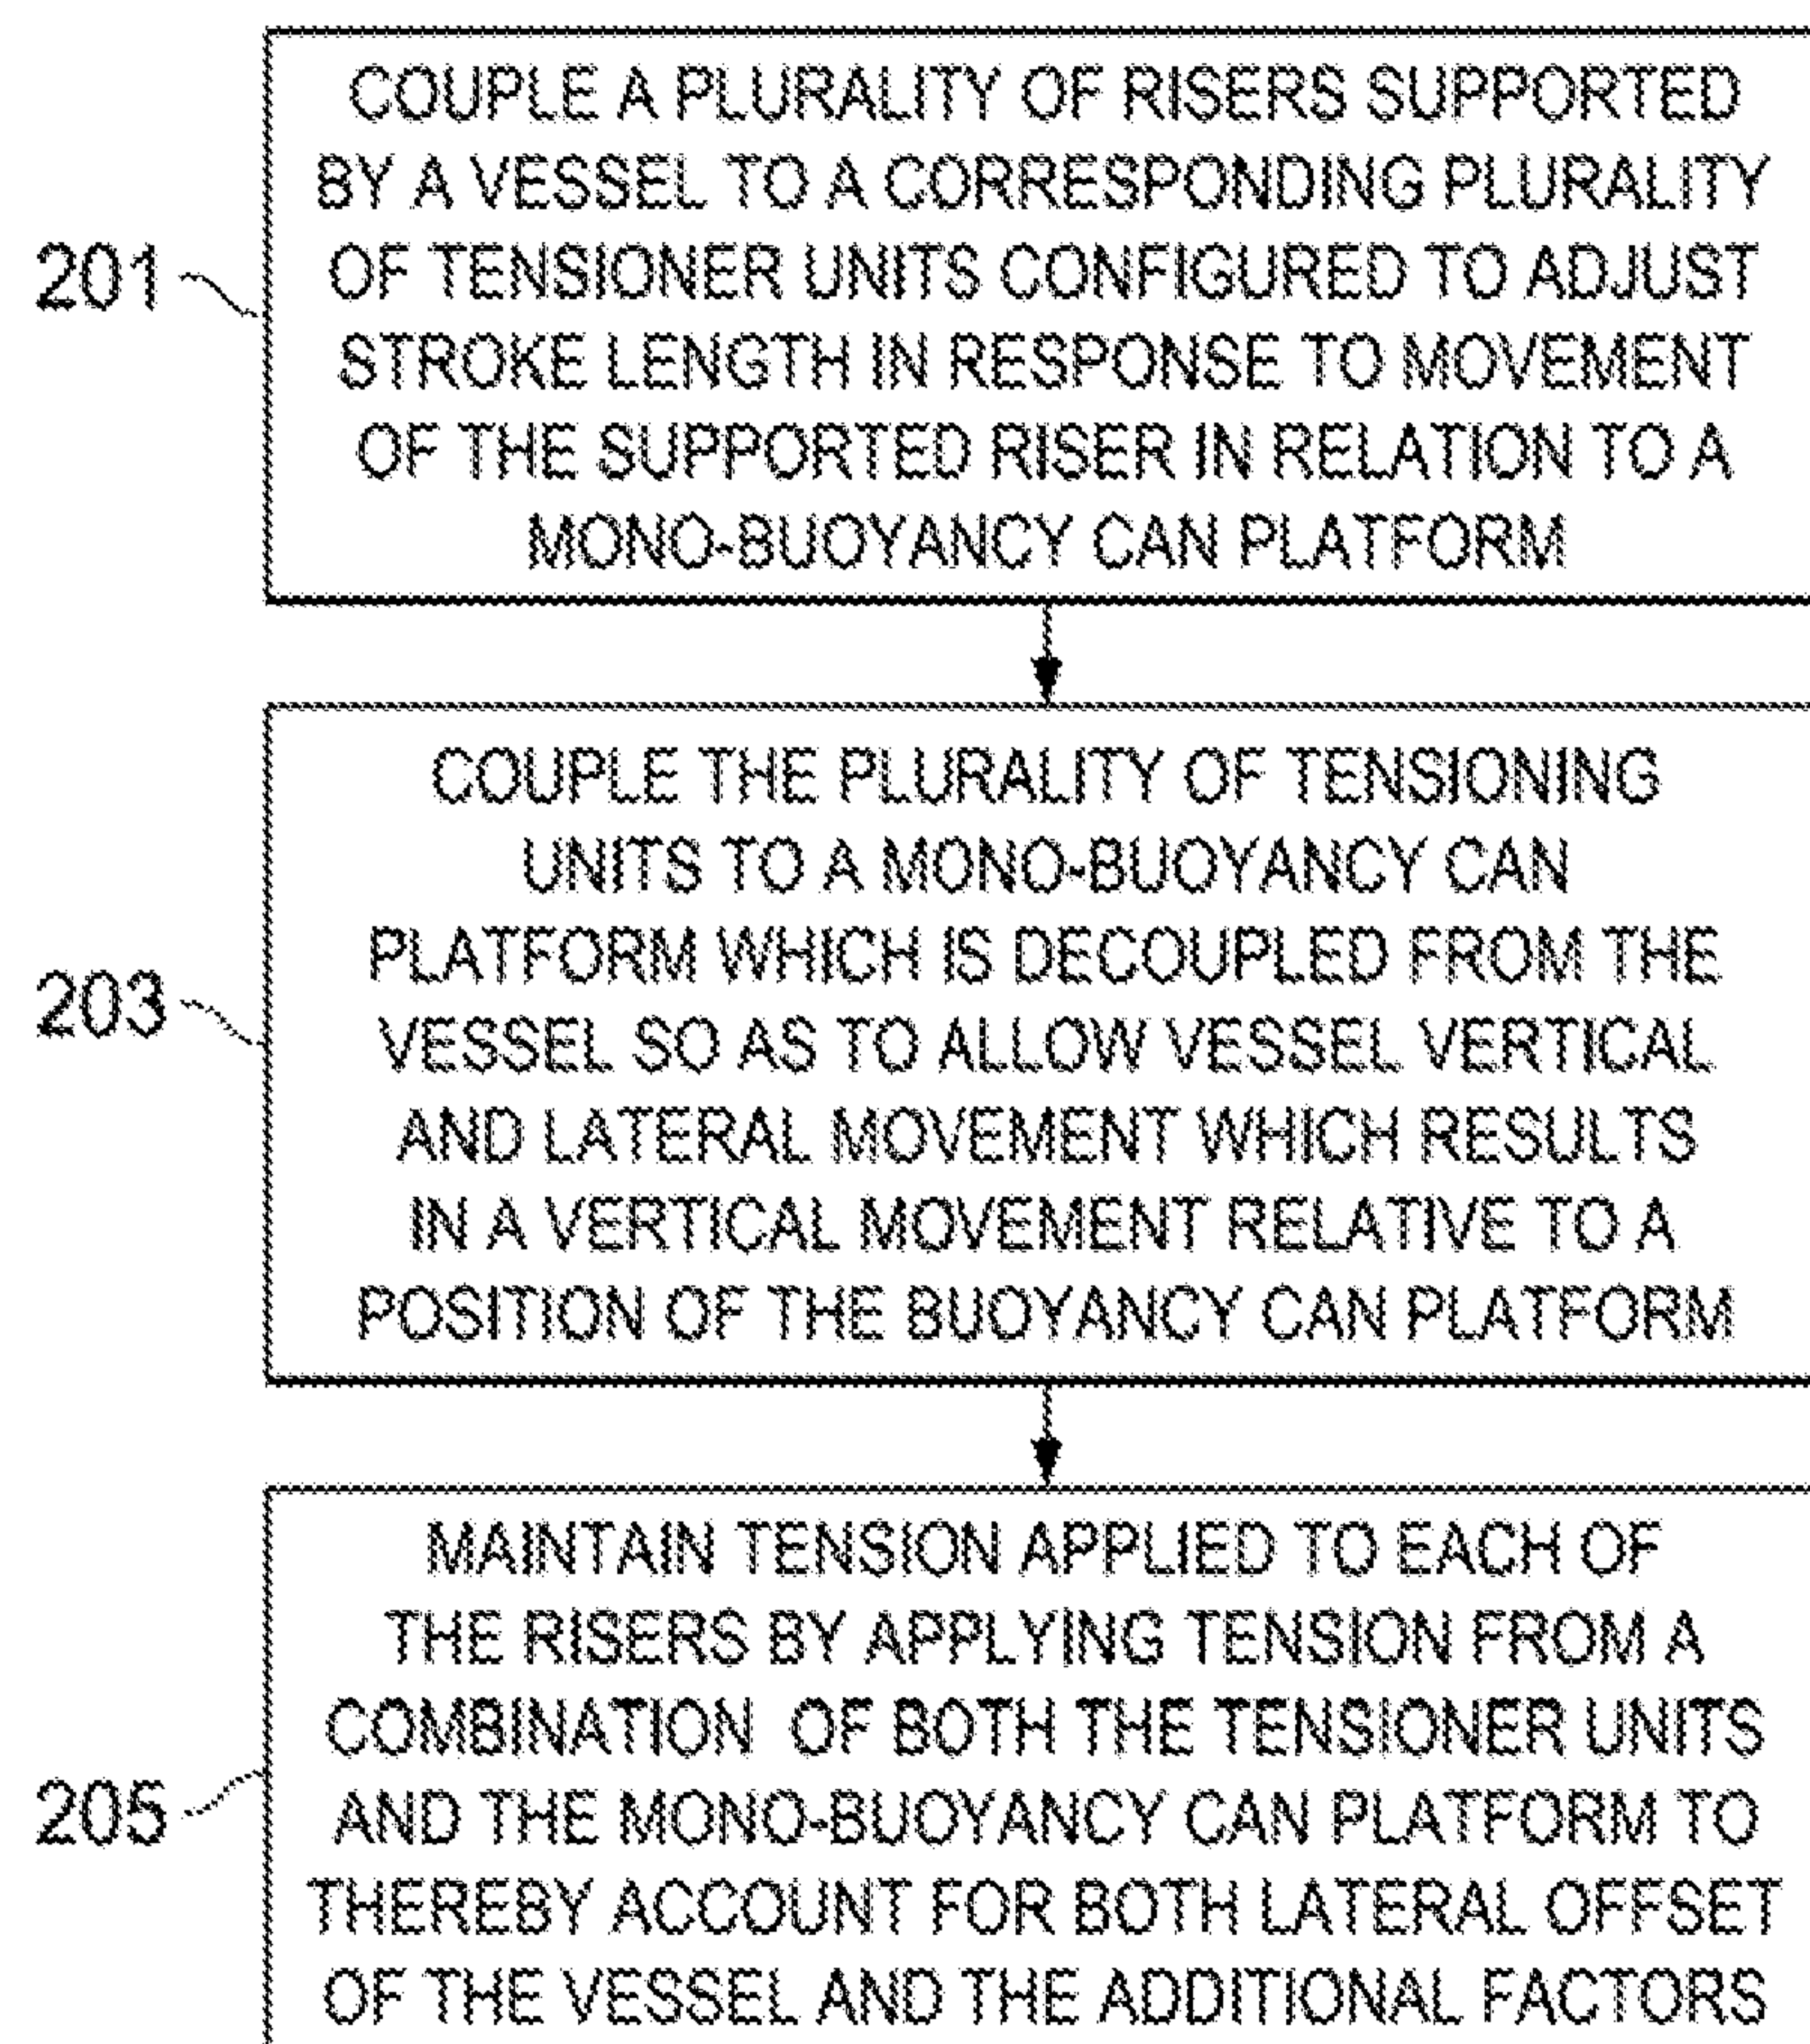 COUPLE A PLURALITY OF RISERS SUPPORTED
BY A VESSEL TO A CORRESPONDING PLURALITY
OF TENSIONER UNITS CONFIGURED TO ADJUST
STROKE LENGTH IN RESPONSE TO MOVEMENT
OF THE SUPPORTED RISER IN RELATION TO A
MONO-BUOYANCY CAN PLATFORM
201
COUPLE THE PLURALITY OF TENSIONING
UNITS TO A MONO-BUOYANCY CAN
PLATFORM WHICH IS DECOUPLED FROM THE
VESSEL SO AS TO ALLOW VESSEL VERTICAL
AND LATERAL MOVEMENT WHICH RESULTS
IN A VERTICAL MOVEMENT RELATIVE TO A
POSITION OF THE BUOYANCY CAN PLATFORM
203
MAINTAIN TENSION APPLIED TO EACH OF
THE RISERS BY APPLYING TENSION FROM A
COMBINATION OF BOTH THE TENSIONER UNITS
AND THE MONO-BUOYANCY CAN PLATFORM TO
THEREBY ACCOUNT FOR BOTH LATERAL OFFSET
OF THE VESSEL AND THE ADDITIONAL FACTORS
205